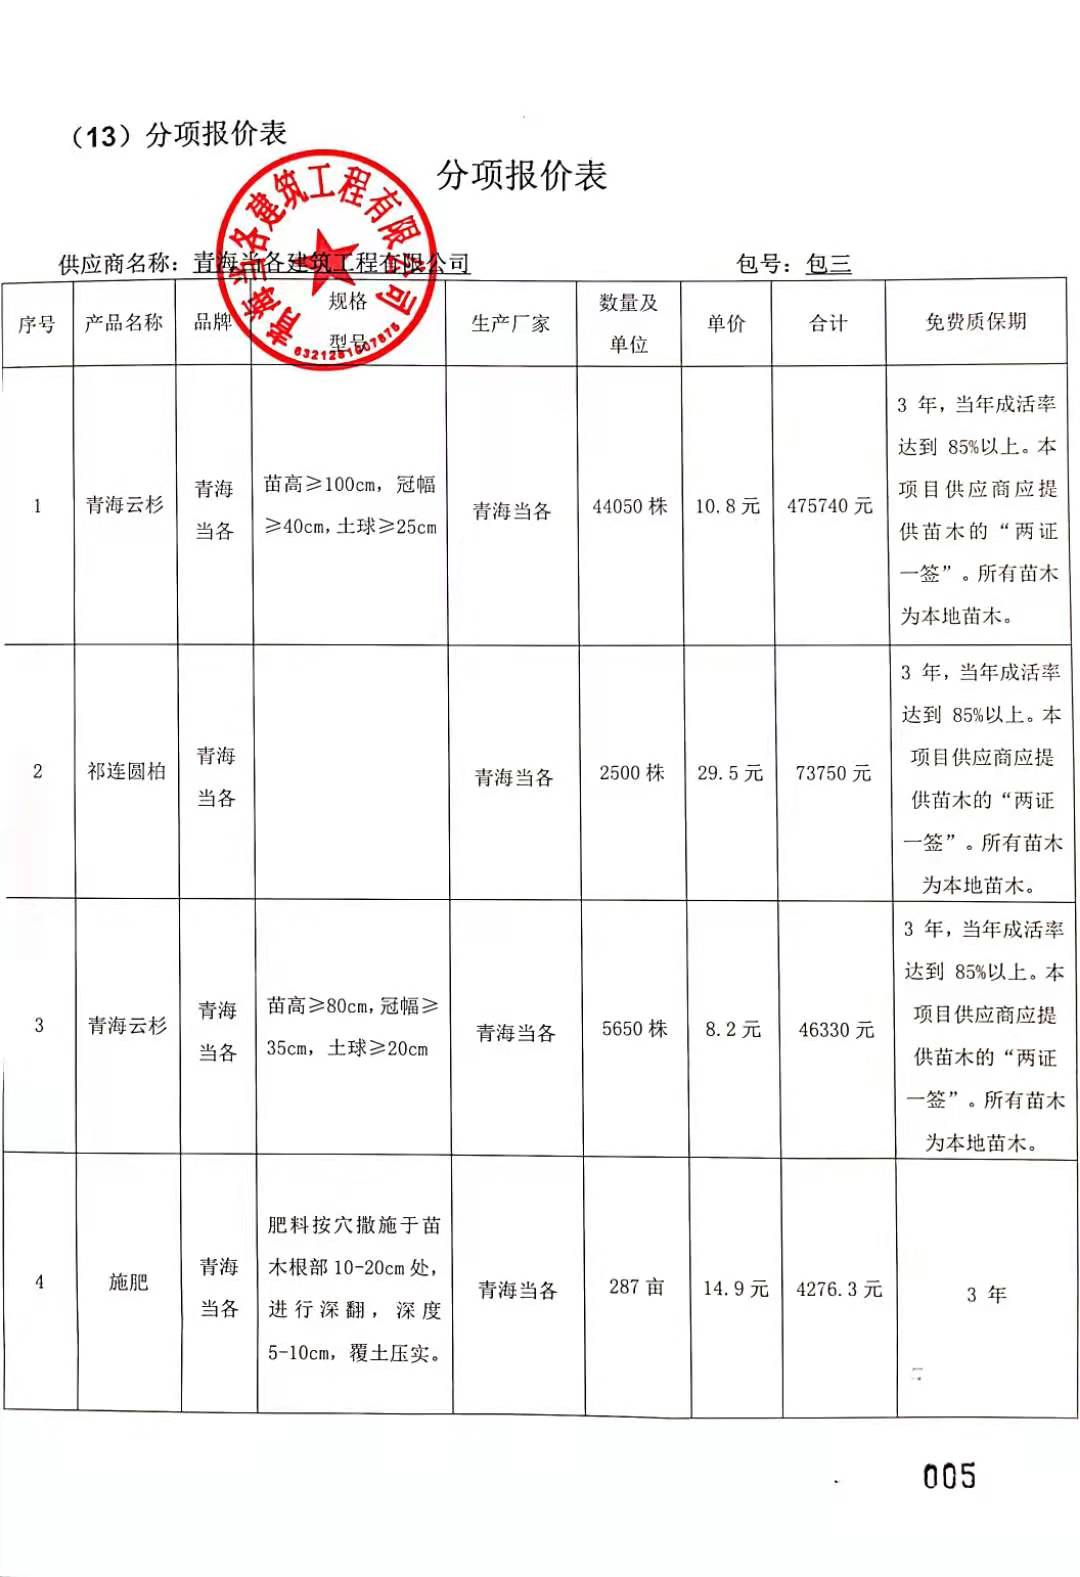 （13）分项报价表
分项报价表
供应商名称：青海当各建筑工程有限公司
包号：包三
青海当各建筑工程有限公司
6321281007875
序号
产品名称
品牌
规格
型号
生产厂家
数量及
单位
单价
合计
免费质保期
1
青海云杉
青海
当各
苗高≥100cm，冠幅
≥40cm，土球≥25cm
青海当各
44050 株
10.8 元
475740 元
3 年，当年成活率
达到 85%以上。本
项目供应商应提
供苗木的“两证
一签”。所有苗木
为本地苗木。
2
祁连圆柏
青海
当各
青海当各
2500 株
29.5 元
73750 元
3 年，当年成活率
达到 85%以上。本
项目供应商应提
供苗木的“两证
一签”。所有苗木
为本地苗木。
3
青海云杉
青海
当各
苗高≥80cm，冠幅≥
35cm，土球≥20cm
青海当各
5650 株
8.2 元
46330 元
3 年，当年成活率
达到 85%以上。本
项目供应商应提
供苗木的“两证
一签”。所有苗木
为本地苗木。
4
施肥
青海
当各
肥料按穴撒施于苗
木根部 10-20cm 处，
进行深翻，深度
5-10cm，覆土压实。
青海当各
287 亩
14.9 元
4276.3 元
3 年
005